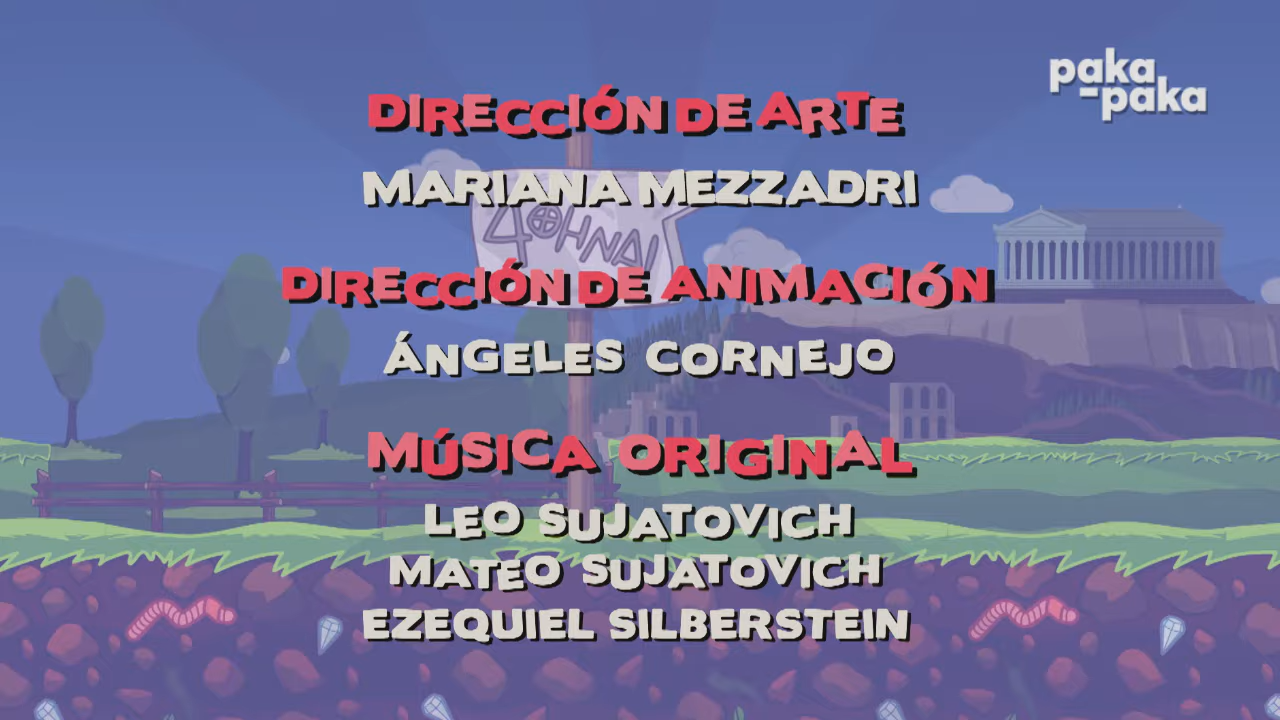 paka
-paka
DIRECCIÓN DE ARTE
MARIANA MEZZADRI
DIRECCIÓN DE ANIMACIÓN
ÁNGELES CORNEJO
MÚSICA ORIGINAL
LEO SUJATOVICH
MATEO SUJATOVICH
EZEQUIEL SILBERSTEIN